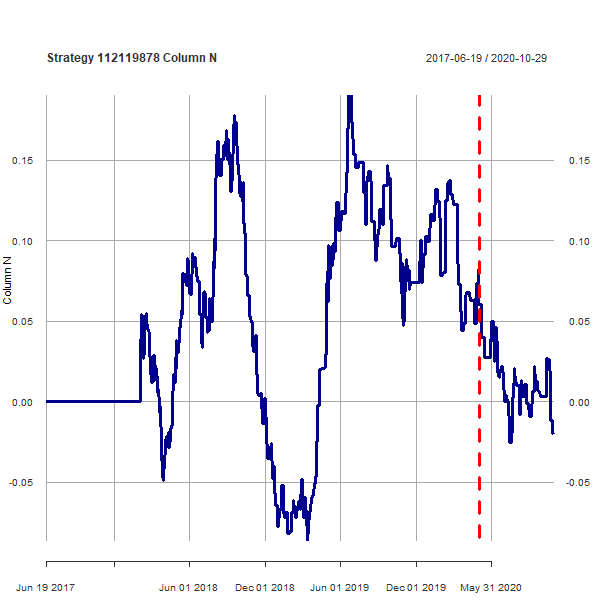 Strategy 112119878 Column N
2017-06-19 / 2020-10-29
0.15
0.15
0.10
0.10
0.05
0.05
0.00
0.00
-0.05
-0.05
Column N
Jun 19 2017
Jun 01 2018
Dec 01 2018
Jun 01 2019
Dec 01 2019
May 31 2020